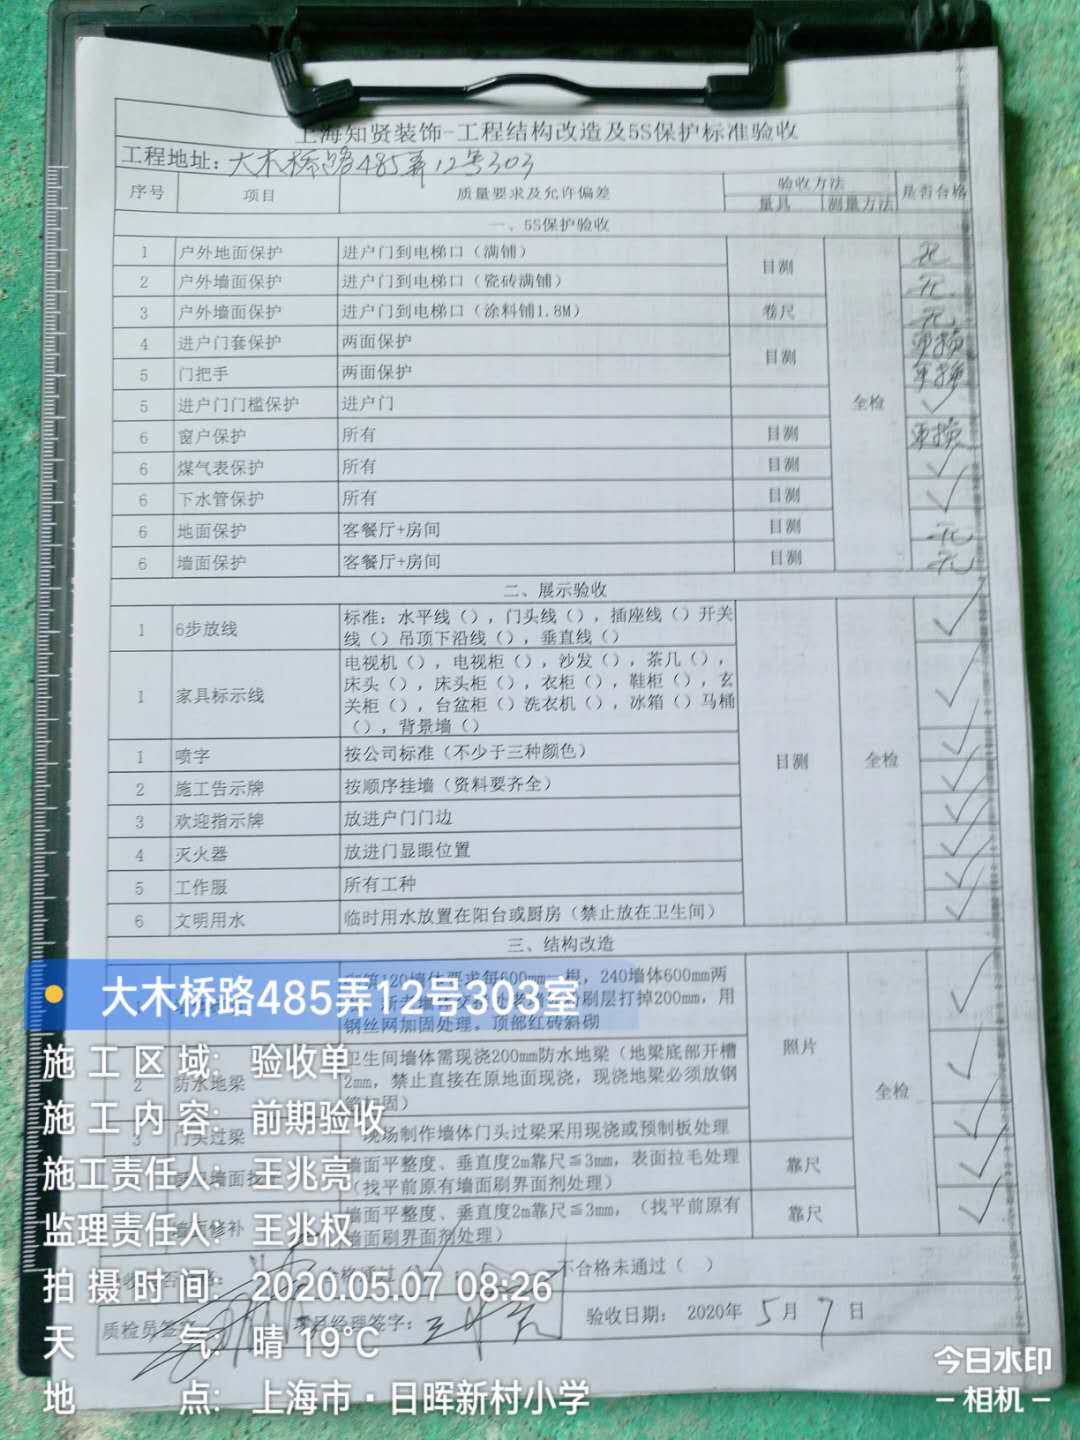 上海知贤装饰-工程结构改造及5S保护标准验收
工程地址：大木桥路485弄12号303
序号 项目 质量要求及允许偏差 验收方法 是否合格
量具 测量方法
一、5S保护验收
1 户外地面保护 进户门到电梯口（满铺） 目测 全检 无
2 户外墙面保护 进户门到电梯口（瓷砖满铺） 无
3 户外墙面保护 进户门到电梯口（涂料铺1.8M） 卷尺 无
4 进户门套保护 两面保护 目测
5 门把手 两面保护
5 进户门门槛保护 进户门 ✓
6 窗户保护 所有 目测
6 煤气表保护 所有 目测 ✓
6 下水管保护 所有 目测 ✓
6 地面保护 客餐厅+房间 目测 无
6 墙面保护 客餐厅+房间 目测 无
二、展示验收
1 6步放线 标准：水平线（），门头线（），插座线（）开关 ✓
线（）吊顶下沿线（），垂直线（）
电视机（），电视柜（），沙发（），茶几（），
1 家具标示线 床头（），床头柜（），衣柜（），鞋柜（），玄 ✓
关柜（），台盆柜（）洗衣机（），冰箱（）马桶
（），背景墙（）
1 喷字 按公司标准（不少于三种颜色） 目测 全检 ✓
2 施工告示牌 按顺序挂墙（资料要齐全） ✓
3 欢迎指示牌 放进户门门边 ✓
4 灭火器 放进门显眼位置 ✓
5 工作服 所有工种 ✓
6 文明用水 临时用水放置在阳台或厨房（禁止放在卫生间） ✓
三、结构改造
120墙体要求每600mm一根，240墙体600mm两
刷层打掉200mm，用 ✓
钢丝网加固处理。顶部红砖斜砌
照片
卫生间墙体需现浇200mm防水地梁（地梁底部开槽
2 防水地梁 2mm，禁止直接在原地面现浇，现浇地梁必须放钢 全检 ✓
加固）
3 门头过梁 现场制作墙体门头过梁采用现浇或预制板处理 ✓
墙面平整度、垂直度2m靠尺≦3mm，表面拉毛处理 靠尺 ✓
（找平前原有墙面刷界面剂处理）
修补 墙面平整度、垂直度2m靠尺≦3mm，（找平前原有 靠尺 ✓
墙面刷界面剂处理）
不合格未通过（ ）
质检员签 经理签字： 验收日期： 2020年 5月 7日
大木桥路485弄12号303室
施工区域: 验收单
施工内容: 前期验收
施工责任人: 王兆亮
监理责任人: 王兆权
拍摄时间: 2020.05.07 08:26
天气: 晴 19℃
地点: 上海市·日晖新村小学
今日水印
-相机-